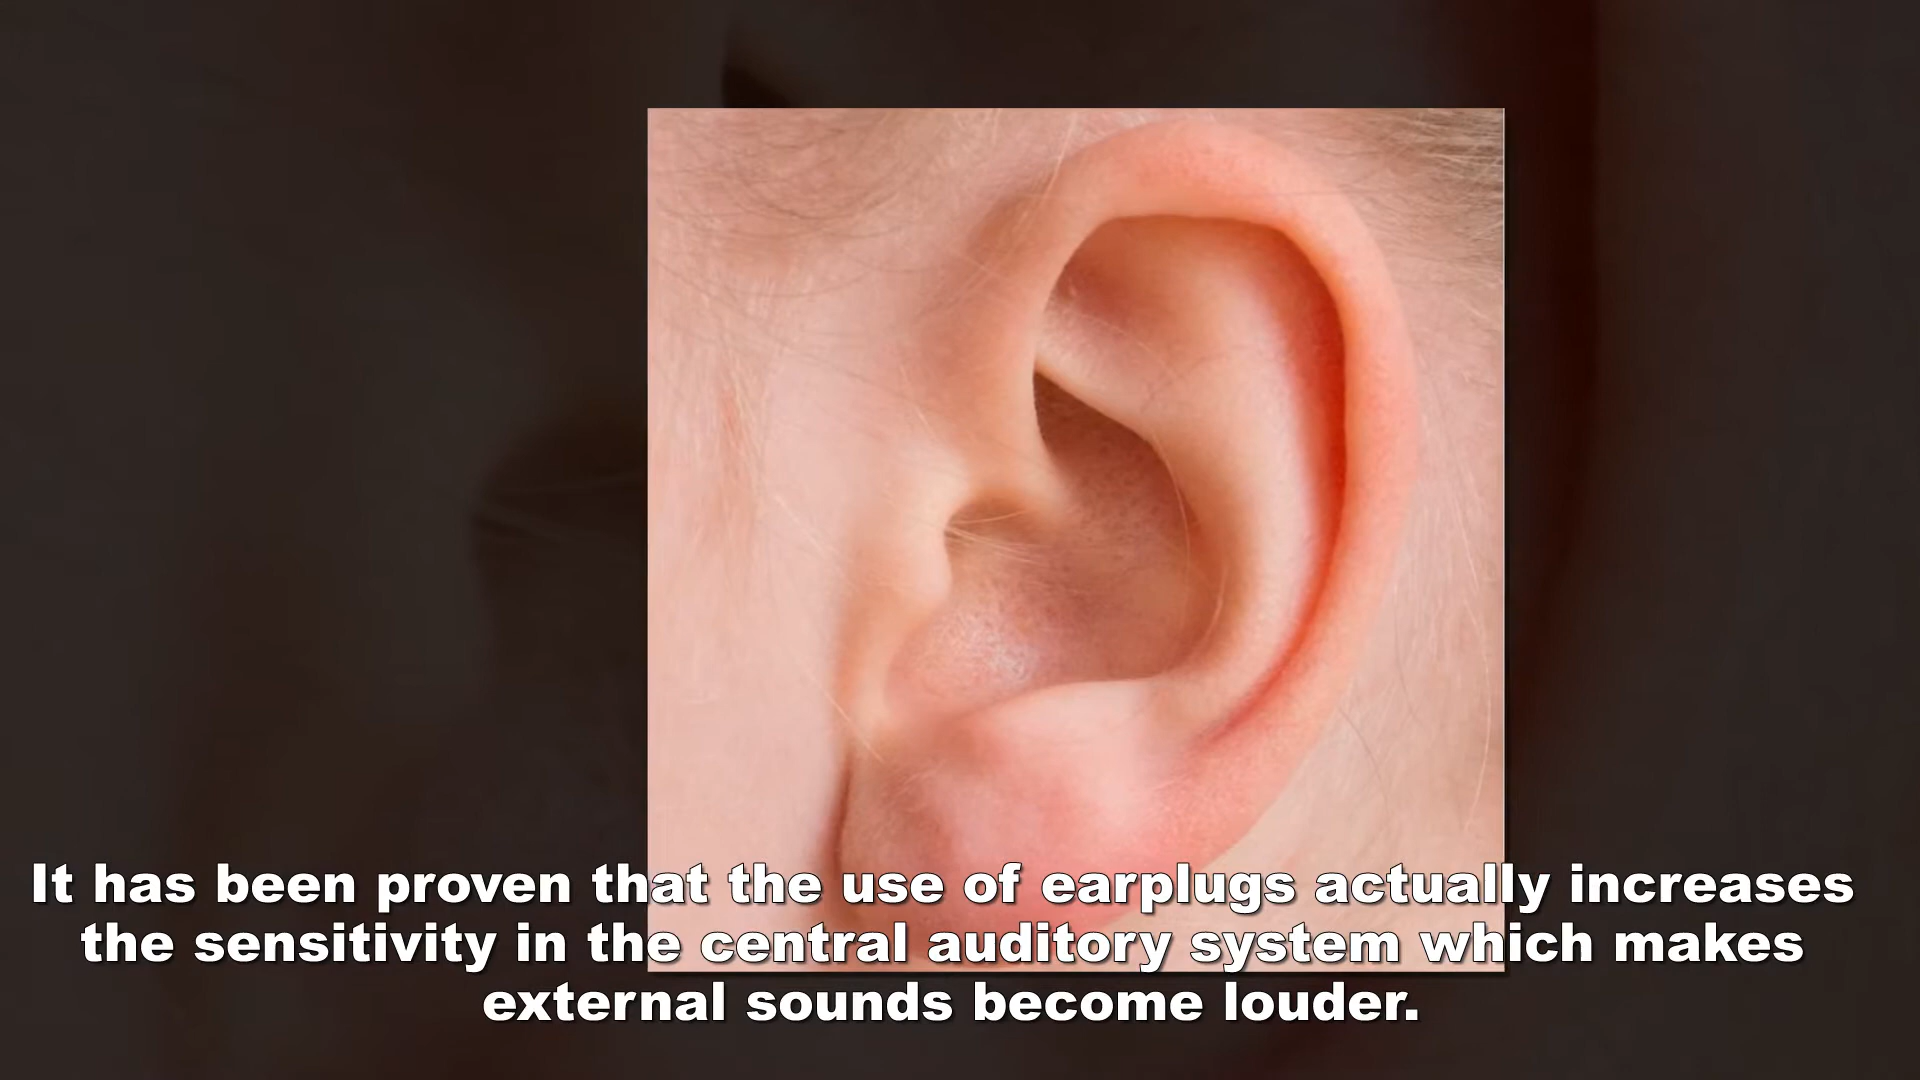 It has been proven that the use of earplugs actually increases
the sensitivity in the central auditory system which makes
external sounds become louder.